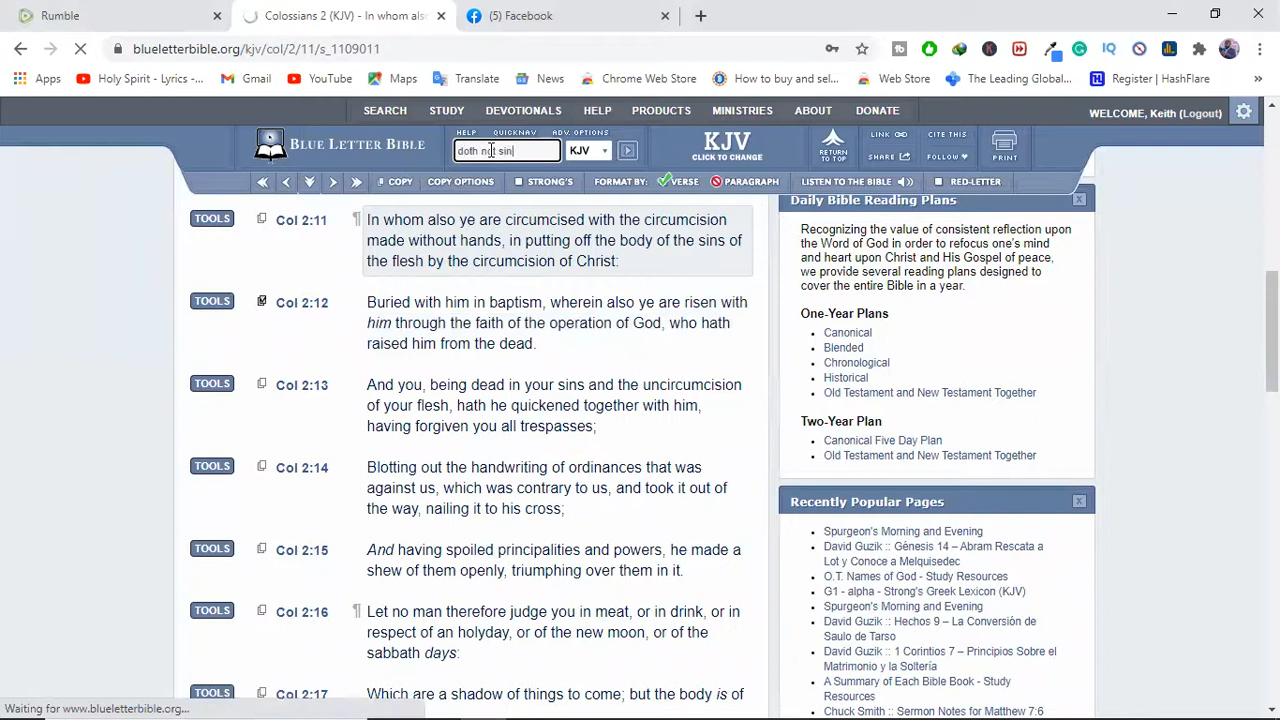 Rumble
Colossians 2 (KJV) - In whom als
(5) Facebook
blueletterbible.org/kjv/col/2/11/s_1109011
Apps Holy Spirit - Lyrics -... Gmail YouTube Maps Translate News Chrome Web Store How to buy and sel... Web Store The Leading Global... Register | HashFlare
SEARCH STUDY DEVOTIONALS HELP PRODUCTS MINISTRIES ABOUT DONATE WELCOME, Keith (Logout)
HELP QUICKNAV ADV. OPTIONS
BLUE LETTER BIBLE
doth not sin
KJV
KJV
CLICK TO CHANGE
RETURN TO TOP
LINK
SHARE
CITE THIS
FOLLOW
PRINT
COPY COPY OPTIONS STRONG'S FORMAT BY: VERSE PARAGRAPH LISTEN TO THE BIBLE RED-LETTER
TOOLS Col 2:11 ¶ In whom also ye are circumcised with the circumcision
made without hands, in putting off the body of the sins of
the flesh by the circumcision of Christ:
TOOLS Col 2:12 Buried with him in baptism, wherein also ye are risen with
him through the faith of the operation of God, who hath
raised him from the dead.
TOOLS Col 2:13 And you, being dead in your sins and the uncircumcision
of your flesh, hath he quickened together with him,
having forgiven you all trespasses;
TOOLS Col 2:14 Blotting out the handwriting of ordinances that was
against us, which was contrary to us, and took it out of
the way, nailing it to his cross;
TOOLS Col 2:15 And having spoiled principalities and powers, he made a
shew of them openly, triumphing over them in it.
TOOLS Col 2:16 ¶ Let no man therefore judge you in meat, or in drink, or in
respect of an holyday, or of the new moon, or of the
sabbath days:
TOOLS Col 2:17 Which are a shadow of things to come; but the body is of
Daily Bible Reading Plans
Recognizing the value of consistent reflection upon
the Word of God in order to refocus one's mind
and heart upon Christ and His Gospel of peace,
we provide several reading plans designed to
cover the entire Bible in a year.
One-Year Plans
Canonical
Blended
Chronological
Historical
Old Testament and New Testament Together
Two-Year Plan
Canonical Five Day Plan
Old Testament and New Testament Together
Recently Popular Pages
Spurgeon's Morning and Evening
David Guzik :: Génesis 14 – Abram Rescata a
Lot y Conoce a Melquisedec
O.T. Names of God - Study Resources
G1 - alpha - Strong's Greek Lexicon (KJV)
Spurgeon's Morning and Evening
David Guzik :: Hechos 9 – La Conversión de
Saulo de Tarso
David Guzik :: 1 Corintios 7 – Principios Sobre el
Matrimonio y la Soltería
A Summary of Each Bible Book - Study
Resources
Chuck Smith :: Sermon Notes for Matthew 7:6
Waiting for www.blueletterbible.org...